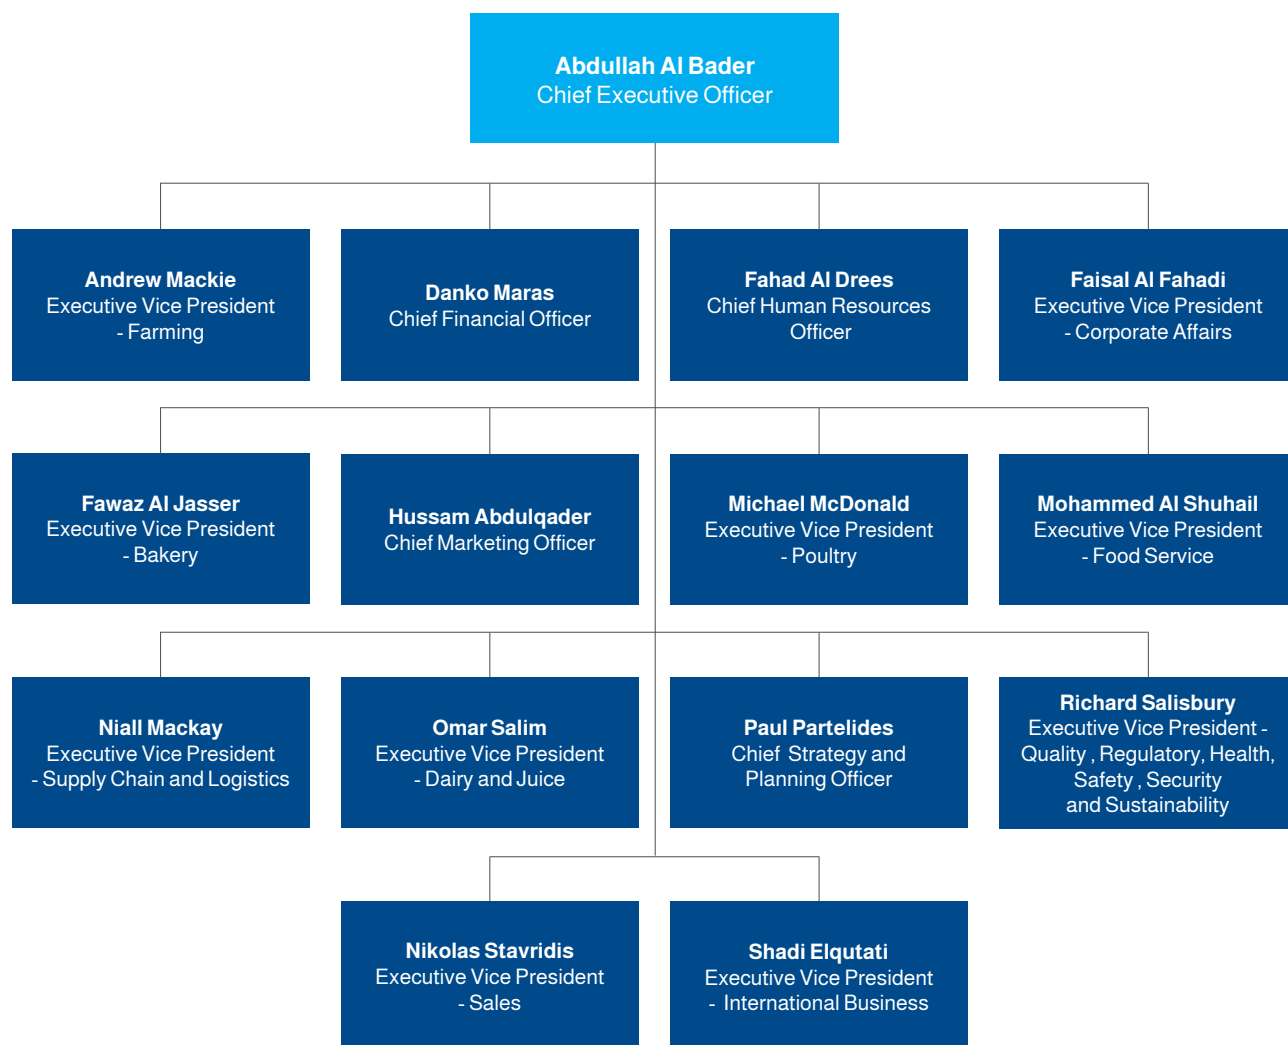 Abdullah Al Bader
Chief Executive Officer
Andrew Mackie
Executive Vice President
- Farming
Danko Maras
Chief Financial Officer
Fahad Al Drees
Chief Human Resources
Officer
Faisal Al Fahadi
Executive Vice President
- Corporate Affairs
Fawaz Al Jasser
Executive Vice President
- Bakery
Hussam Abdulqader
Chief Marketing Officer
Michael McDonald
Executive Vice President
- Poultry
Mohammed Al Shuhail
Executive Vice President
- Food Service
Niall Mackay
Executive Vice President
- Supply Chain and Logistics
Omar Salim
Executive Vice President
- Dairy and Juice
Paul Partelides
Chief  Strategy and
Planning Officer
Richard Salisbury
Executive Vice President -
Quality , Regulatory, Health,
Safety , Security
and Sustainability
Nikolas Stavridis
Executive Vice President
- Sales
Shadi Elqutati
Executive Vice President
-  International Business